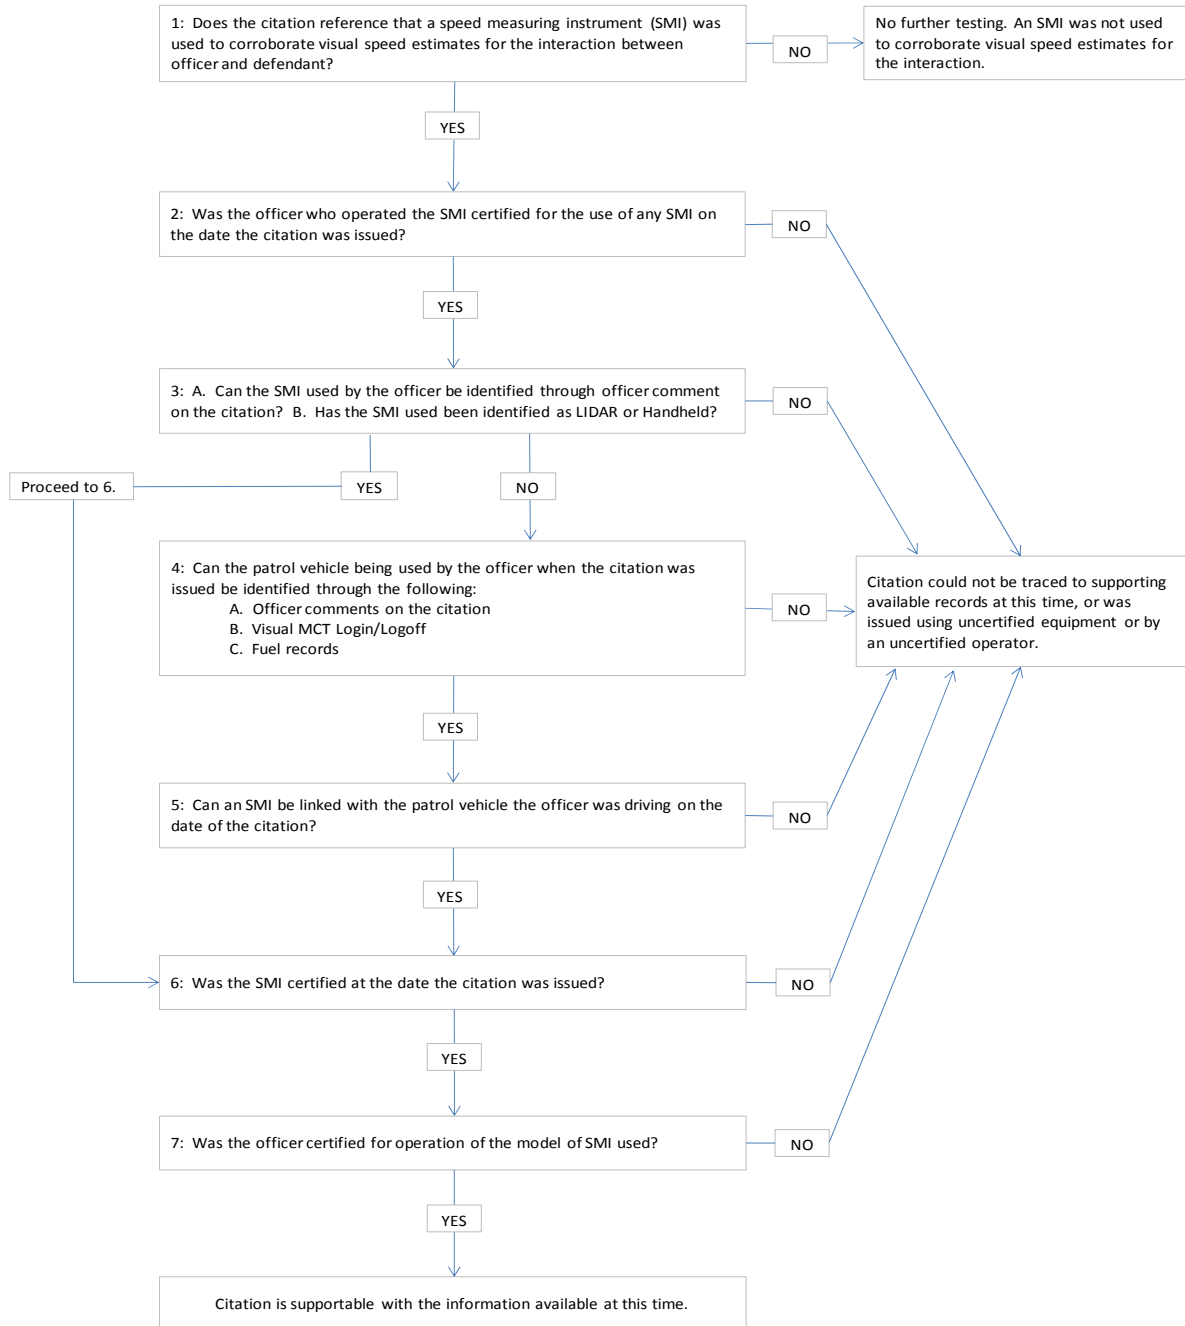 1: Does the citation reference that a speed measuring instrument (SMI) was
used to corroborate visual speed estimates for the interaction between
officer and defendant?
NO
No further testing. An SMI was not used
to corroborate visual speed estimates for
the interaction.
YES
2: Was the officer who operated the SMI certified for the use of any SMI on
the date the citation was issued?
NO
YES
3: A. Can the SMI used by the officer be identified through officer comment
on the citation? B. Has the SMI used been identified as LIDAR or Handheld?
NO
Proceed to 6.
YES
NO
4: Can the patrol vehicle being used by the officer when the citation was
issued be identified through the following:
A. Officer comments on the citation
B. Visual MCT Login/Logoff
C. Fuel records
NO
Citation could not be traced to supporting
available records at this time, or was
issued using uncertified equipment or by
an uncertified operator.
YES
5: Can an SMI be linked with the patrol vehicle the officer was driving on the
date of the citation?
NO
YES
6: Was the SMI certified at the date the citation was issued?
NO
YES
7: Was the officer certified for operation of the model of SMI used?
NO
YES
Citation is supportable with the information available at this time.